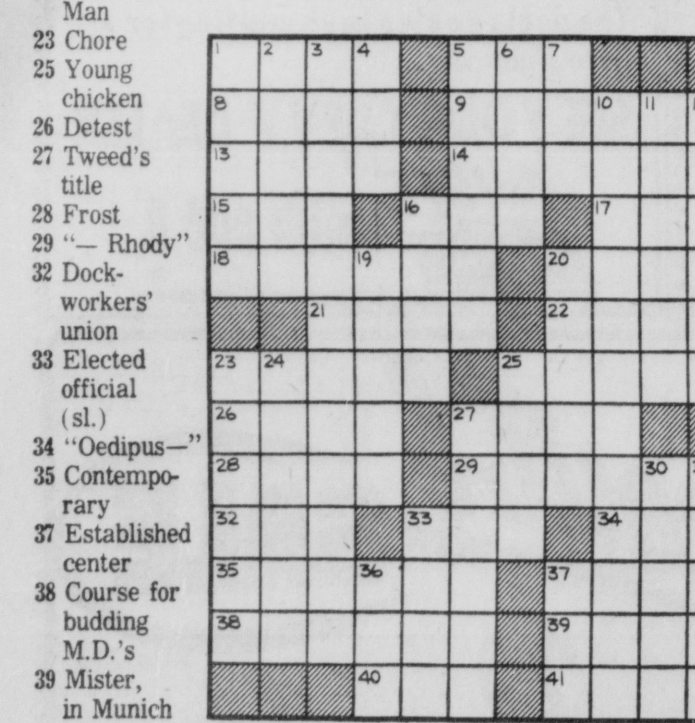 Man
23 Chore
25 Young
chicken
26 Detest
27 Tweed's
title
28 Frost
29 “— Rhody”
32 Dock-
workers'
union
33 Elected
official
(sl.)
34 “Oedipus—”
35 Contempo-
rary
37 Established
center
38 Course for
budding
M.D.'s
39 Mister,
in Munich
1 2 3 4 5 6 7
8 9 10 11
13 14
15 16 17
18 19 20
21 22
23 24 25
26 27
28 29 30
32 33 34
35 36 37
38 39
40 41